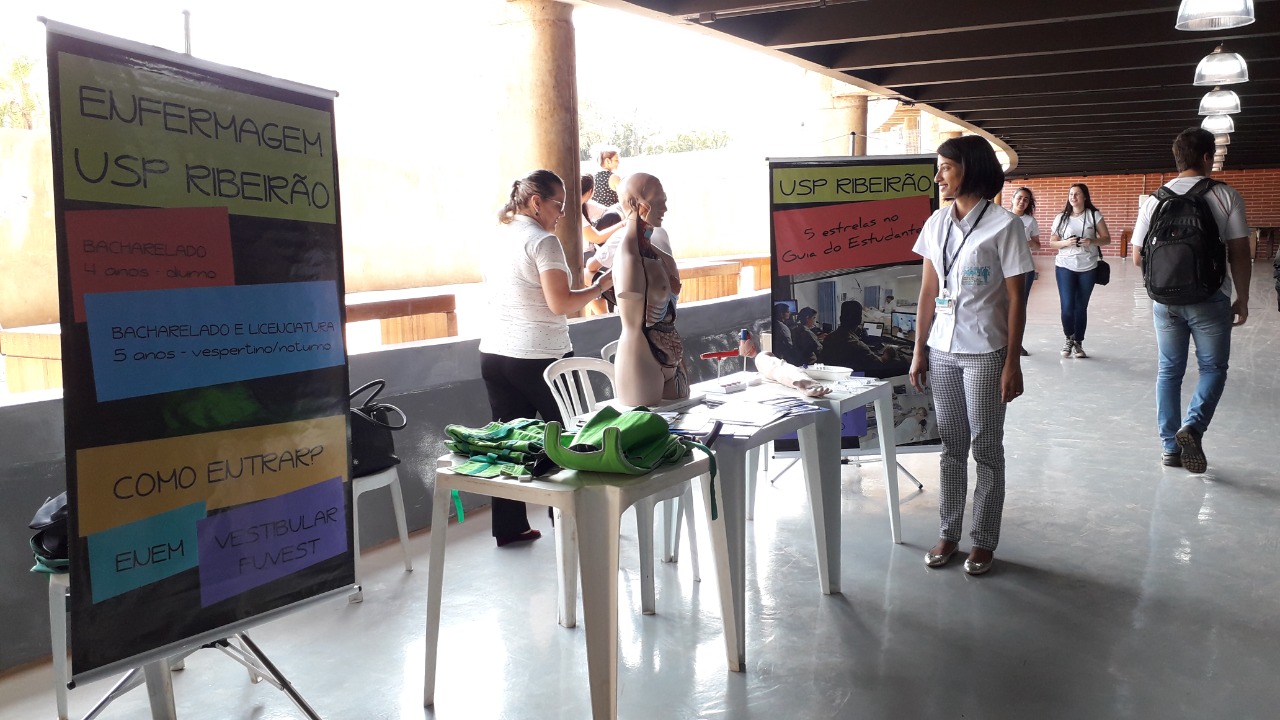 ENFERMAGEM
USP RIBEIRÃO
BACHARELADO
4 anos - diurno
BACHARELADO E LICENCIATURA
5 anos - vespertino/noturno
COMO ENTRAR?
ENEM
VESTIBULAR
FUVEST
USP RIBEIRÃO
5 estrelas no
Guia do Estudante